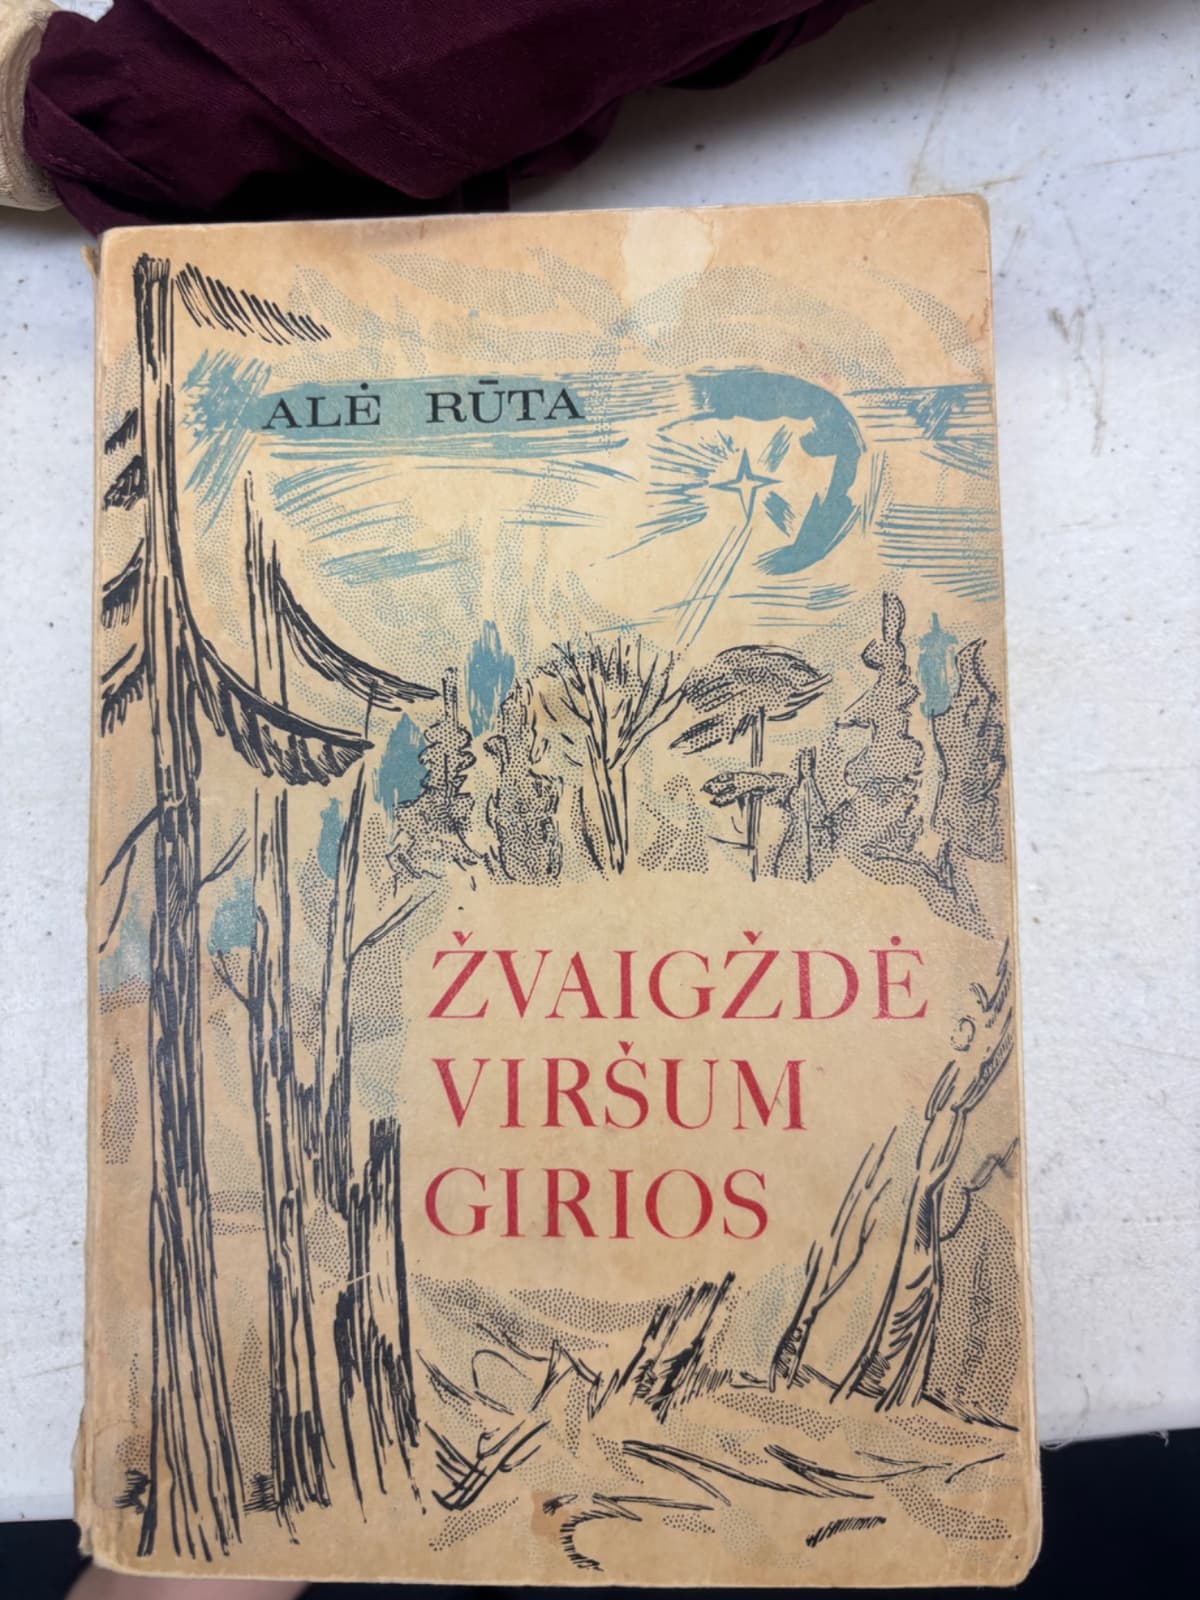 ALĖ RŪTA
ŽVAIGŽDĖ
VIRŠUM
GIRIOS